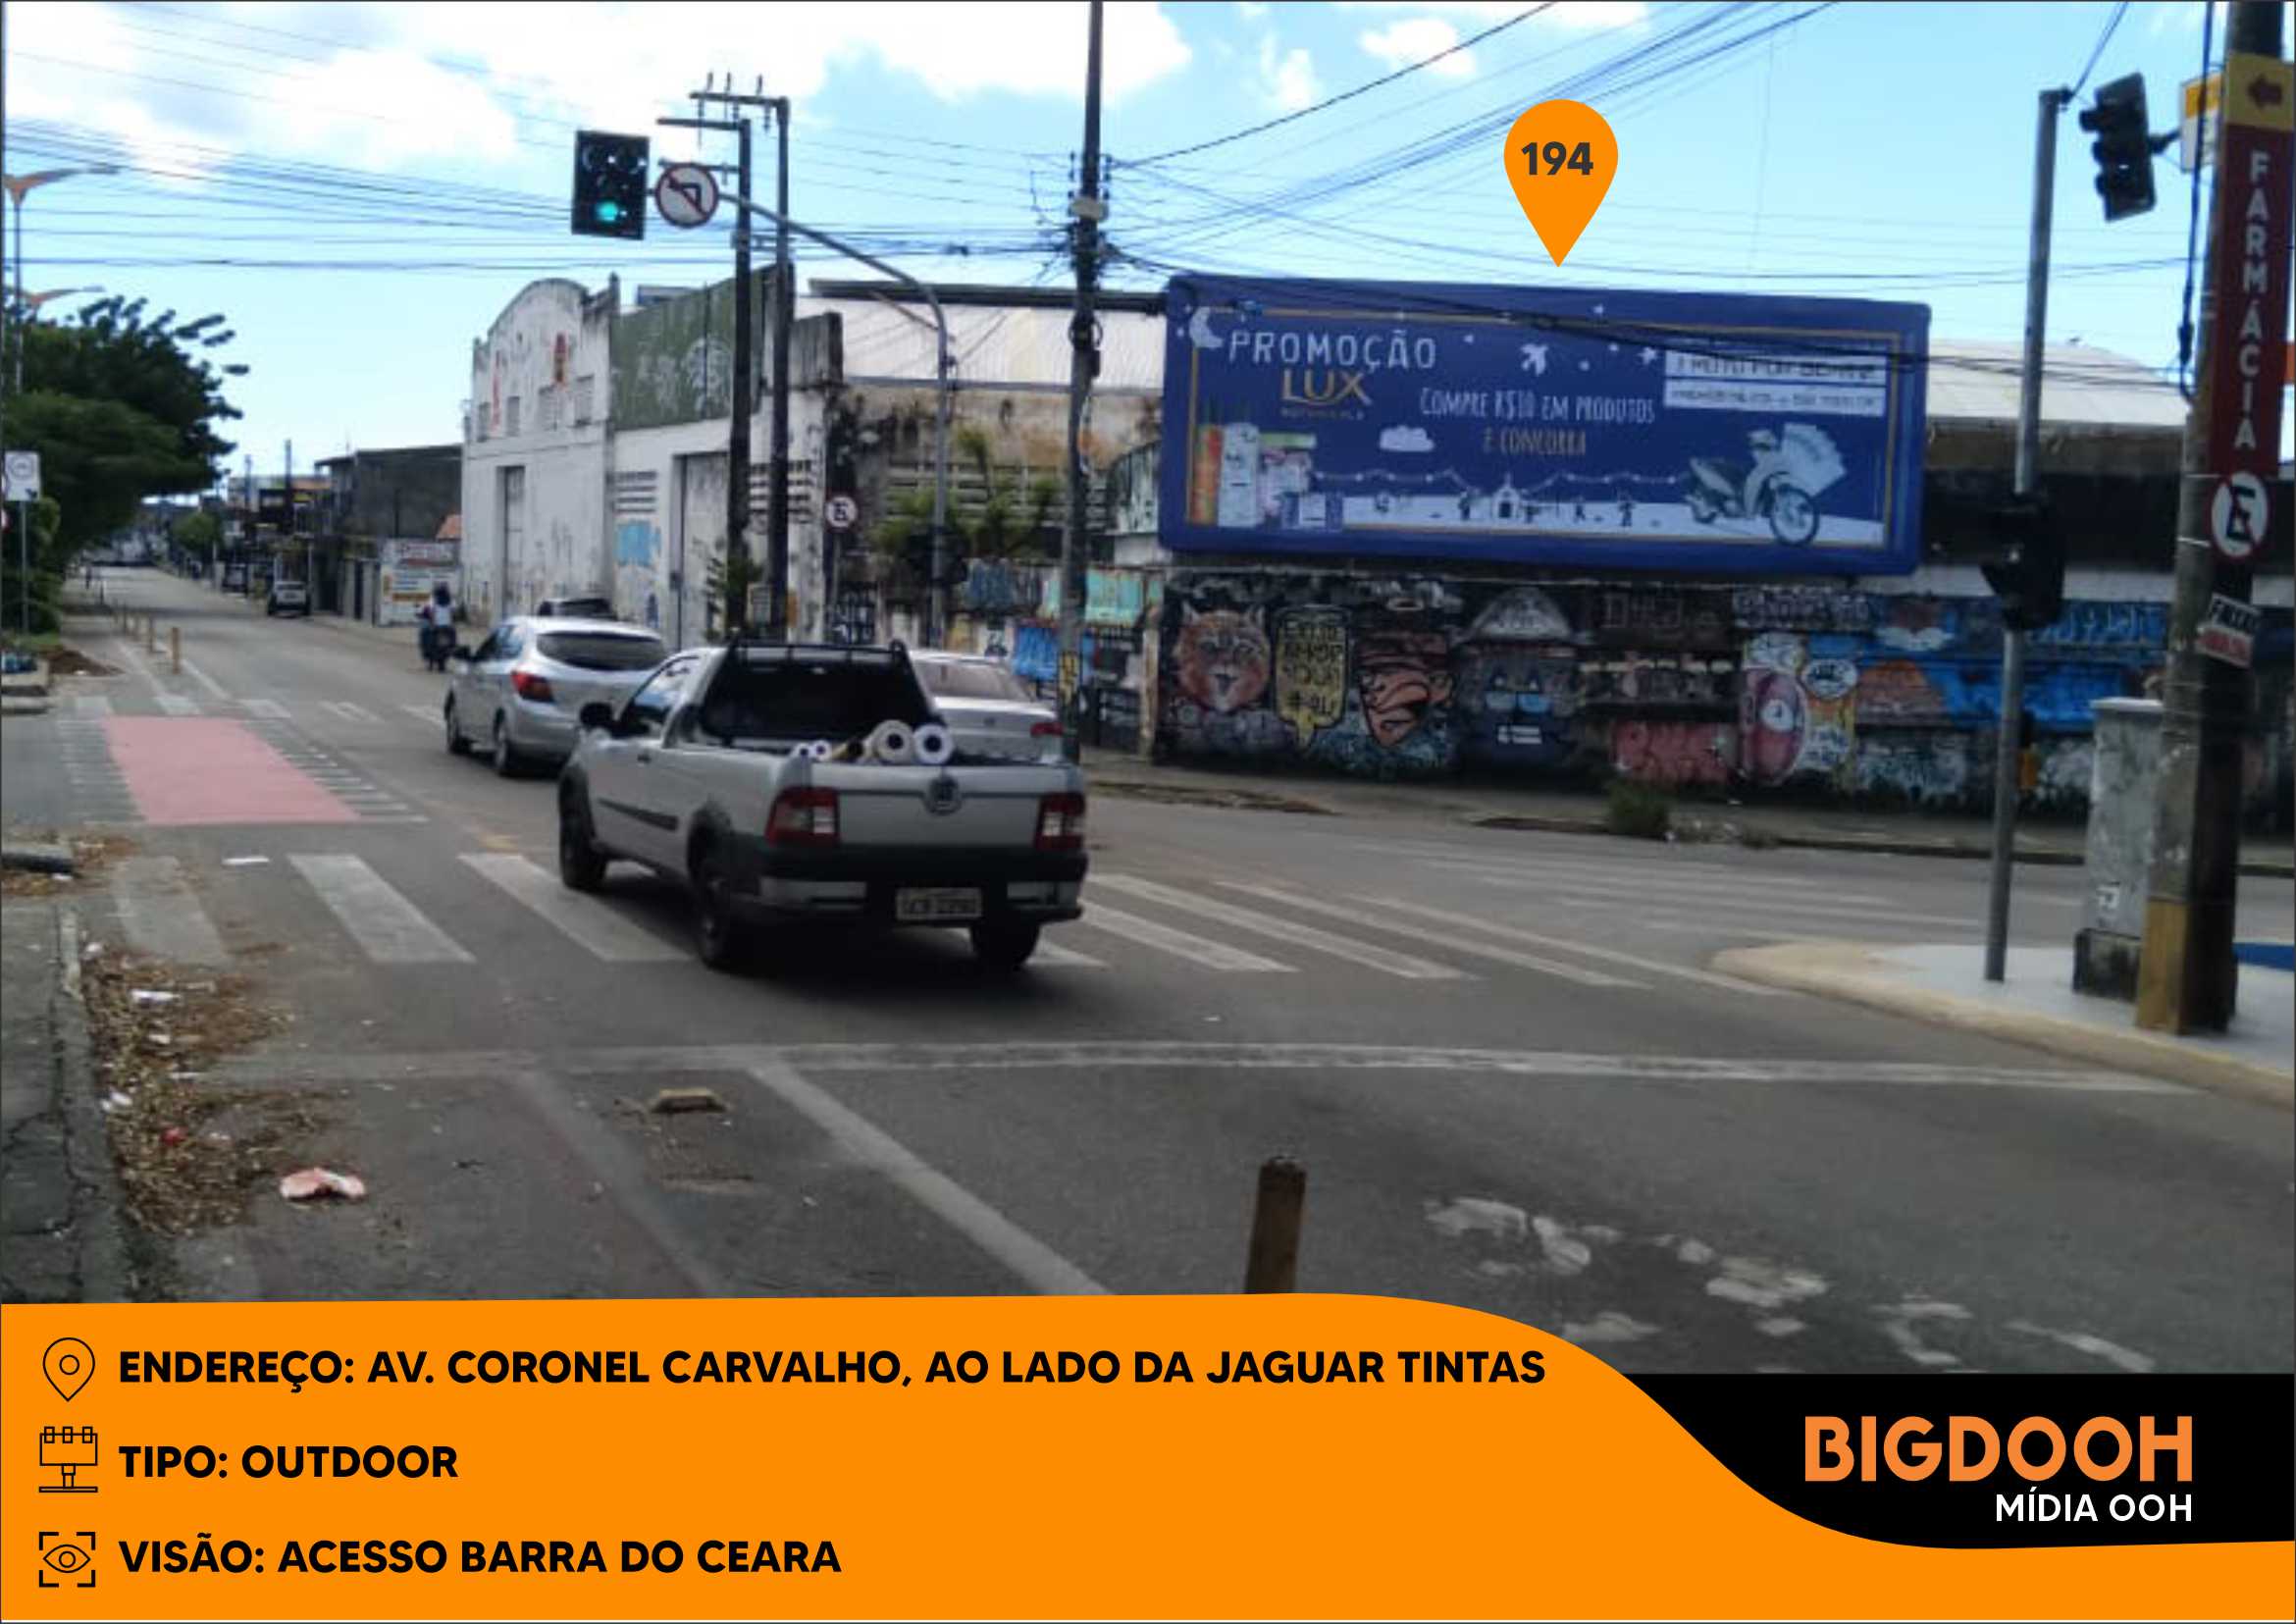 194
FARMÁCIA
PROMOÇÃO
LUX
BOTANICALS
COMPRE R$10 EM PRODUTOS
E CONCORRA
ENDEREÇO: AV. CORONEL CARVALHO, AO LADO DA JAGUAR TINTAS
TIPO: OUTDOOR
VISÃO: ACESSO BARRA DO CEARA
BIGDOOH
MÍDIA OOH